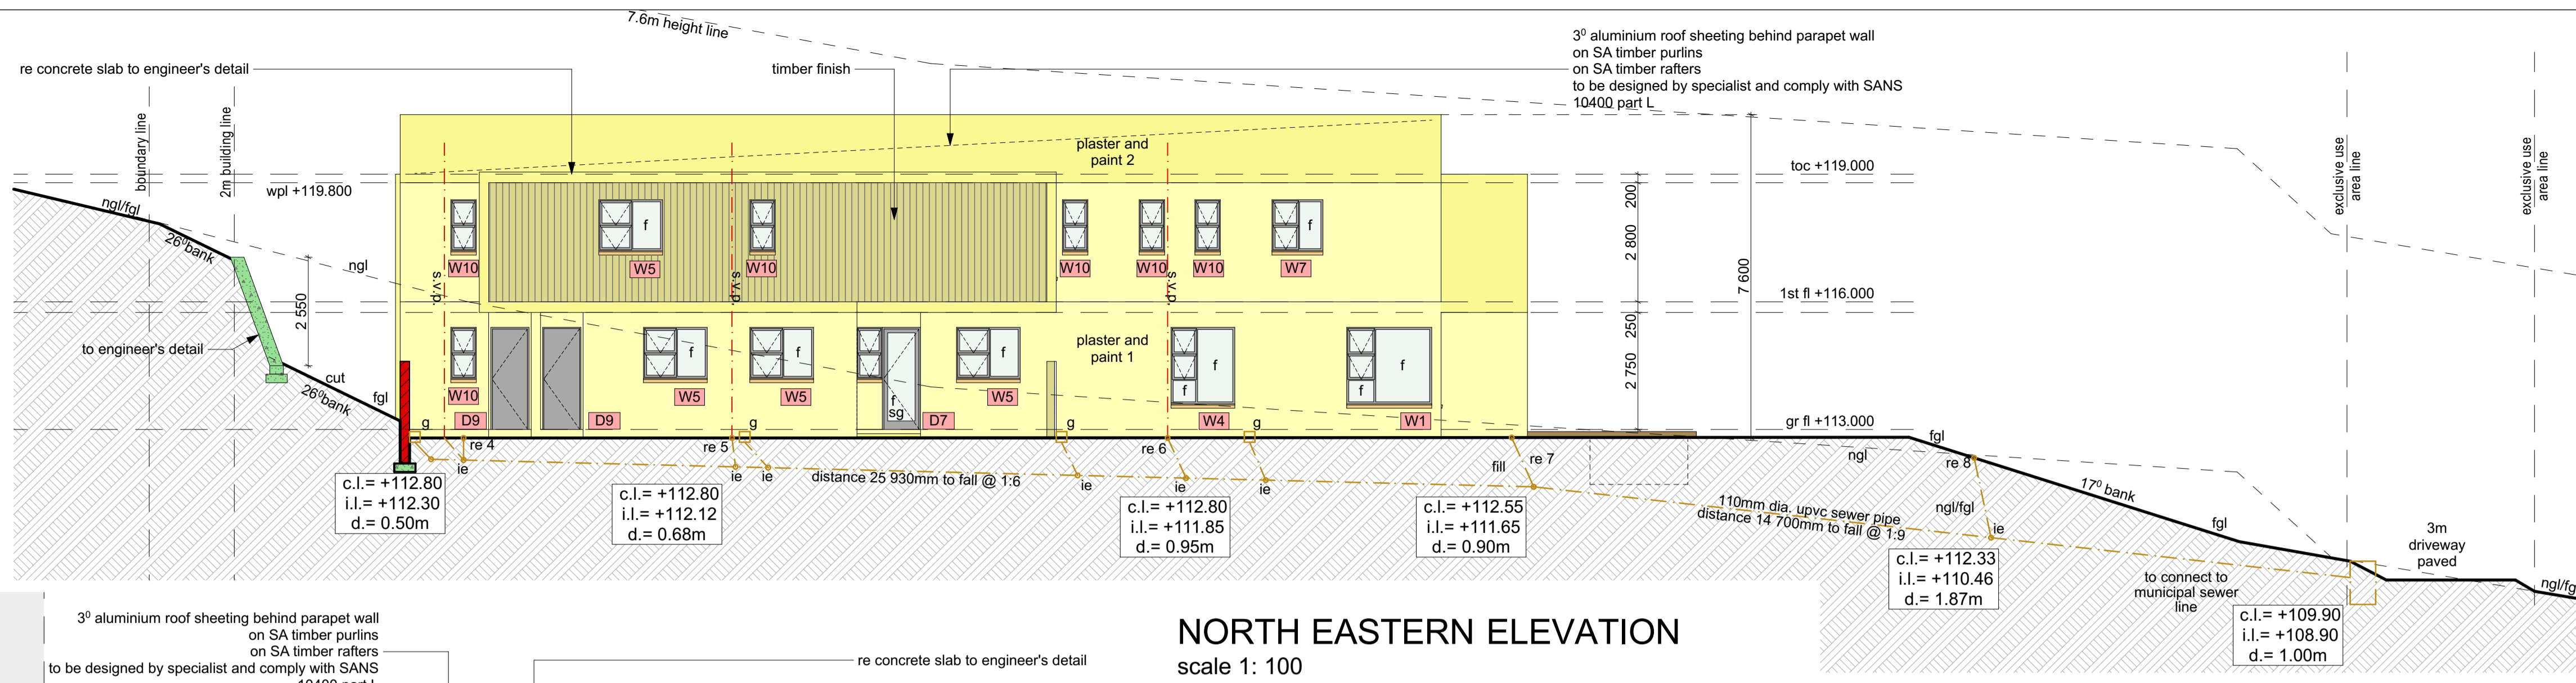 7.6m height line
3⁰ aluminium roof sheeting behind parapet wall
on SA timber purlins
on SA timber rafters
to be designed by specialist and comply with SANS
10400 part L
re concrete slab to engineer's detail
timber finish
boundary line
2m building line
exclusive use
area line
exclusive use
area line
plaster and
paint 2
toc +119.000
wpl +119.800
ngl/fgl
26⁰bank
ngl
s.v.p.
s.v.p.
s.v.p.
f
f
W10
W5
W10
W10
W10
W10
W7
200
2 800
7 600
1st fl +116.000
2 550
to engineer's detail
cut
26⁰bank
fgl
250
2 750
plaster and
paint 1
f
f
f
f
f
f
f
f
sg
W10
W5
W5
W5
D9
D9
D7
W4
W1
gr fl +113.000
g
g
g
g
re 4
re 5
re 6
re 7
re 8
ie
ie
ie
ie
ie
ie
ie
fill
fgl
ngl
distance 25 930mm to fall @ 1:6
110mm dia. upvc sewer pipe
distance 14 700mm to fall @ 1:9
ngl/fgl
17⁰ bank
fgl
3m
driveway
paved
to connect to
municipal sewer
line
c.l.= +112.80
i.l.= +112.30
d.= 0.50m
c.l.= +112.80
i.l.= +112.12
d.= 0.68m
c.l.= +112.80
i.l.= +111.85
d.= 0.95m
c.l.= +112.55
i.l.= +111.65
d.= 0.90m
c.l.= +112.33
i.l.= +110.46
d.= 1.87m
c.l.= +109.90
i.l.= +108.90
d.= 1.00m
NORTH EASTERN ELEVATION
scale 1: 100
3⁰ aluminium roof sheeting behind parapet wall
on SA timber purlins
on SA timber rafters
to be designed by specialist and comply with SANS
re concrete slab to engineer's detail